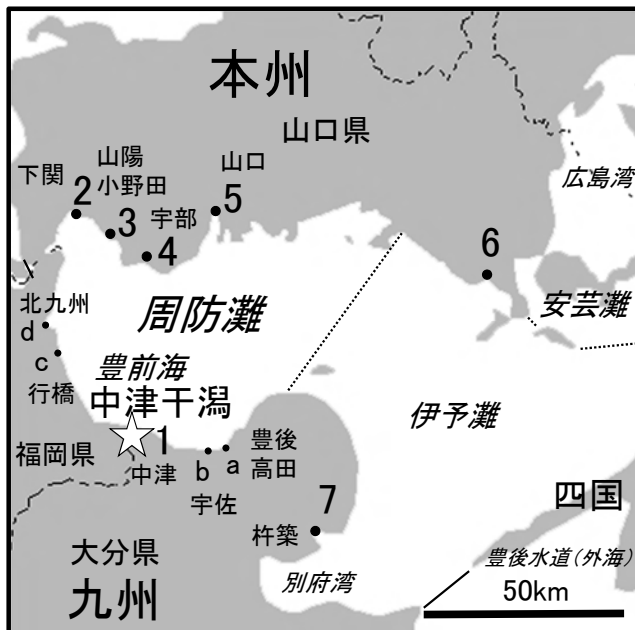 本州
山口県
広島湾
下関
山陽
小野田
山口
2
3
宇部
4
5
6
安芸灘
北九州
d
c
行橋
周防灘
豊前海
中津干潟
伊予灘
1
中津
福岡県
b
a
豊後
高田
宇佐
7
杵築
四国
大分県
九州
別府湾
豊後水道(外海)
50km